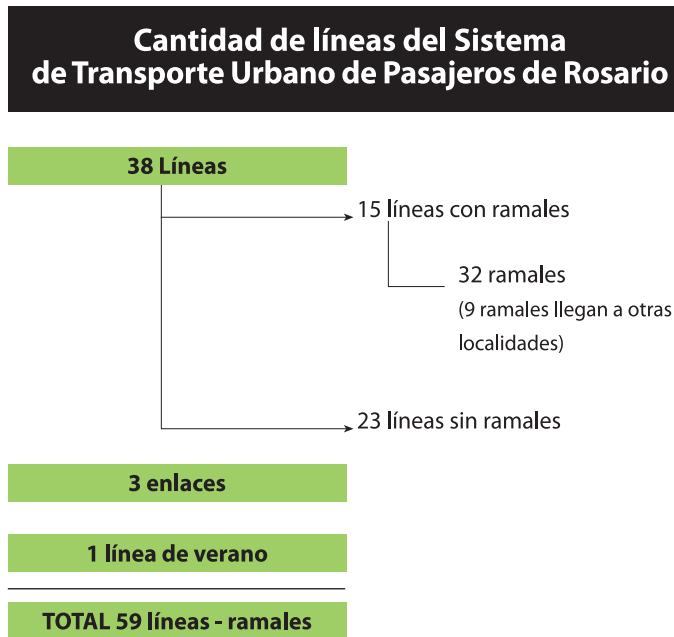 Cantidad de líneas del Sistema
de Transporte Urbano de Pasajeros de Rosario
38 Líneas
15 líneas con ramales
32 ramales
(9 ramales llegan a otras
localidades)
23 líneas sin ramales
3 enlaces
1 línea de verano
TOTAL 59 líneas - ramales